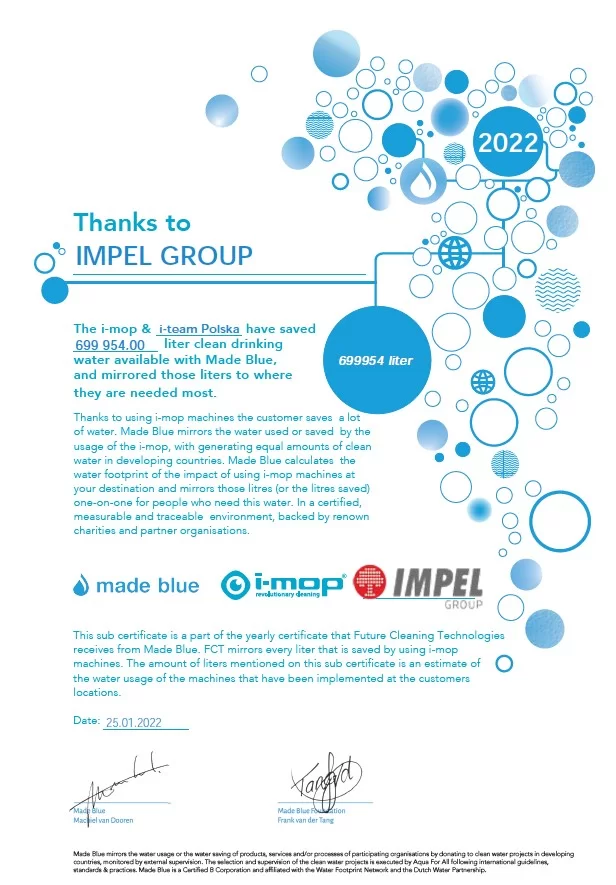 2022
Thanks to
IMPEL GROUP
The i-mop & i-team Polska have saved
699 954.00 liter clean drinking
water available with Made Blue,
and mirrored those liters to where
they are needed most.
699954 liter
Thanks to using i-mop machines the customer saves a lot
of water. Made Blue mirrors the water used or saved by the
usage of the i-mop, with generating equal amounts of clean
water in developing countries. Made Blue calculates the
water footprint of the impact of using i-mop machines at
your destination and mirrors those litres (or the litres saved)
one-on-one for people who need this water. In a certified,
measurable and traceable environment, backed by renown
charities and partner organisations.
made blue
i-mop®
revolutionary cleaning
IMPEL
GROUP
This sub certificate is a part of the yearly certificate that Future Cleaning Technologies
receives from Made Blue. FCT mirrors every liter that is saved by using i-mop
machines. The amount of liters mentioned on this sub certificate is an estimate of
the water usage of the machines that have been implemented at the customers
locations.
Date: 25.01.2022
Made Blue
Machiel van Dooren
Made Blue Foundation
Frank van der Tang
Made Blue mirrors the water usage or the water saving of products, services and/or processes of participating organisations by donating to clean water projects in developing
countries, monitored by external supervision. The selection and supervision of the clean water projects is executed by Aqua For All following international guidelines,
standards & practices. Made Blue is a Certified B Corporation and affiliated with the Water Footprint Network and the Dutch Water Partnership.